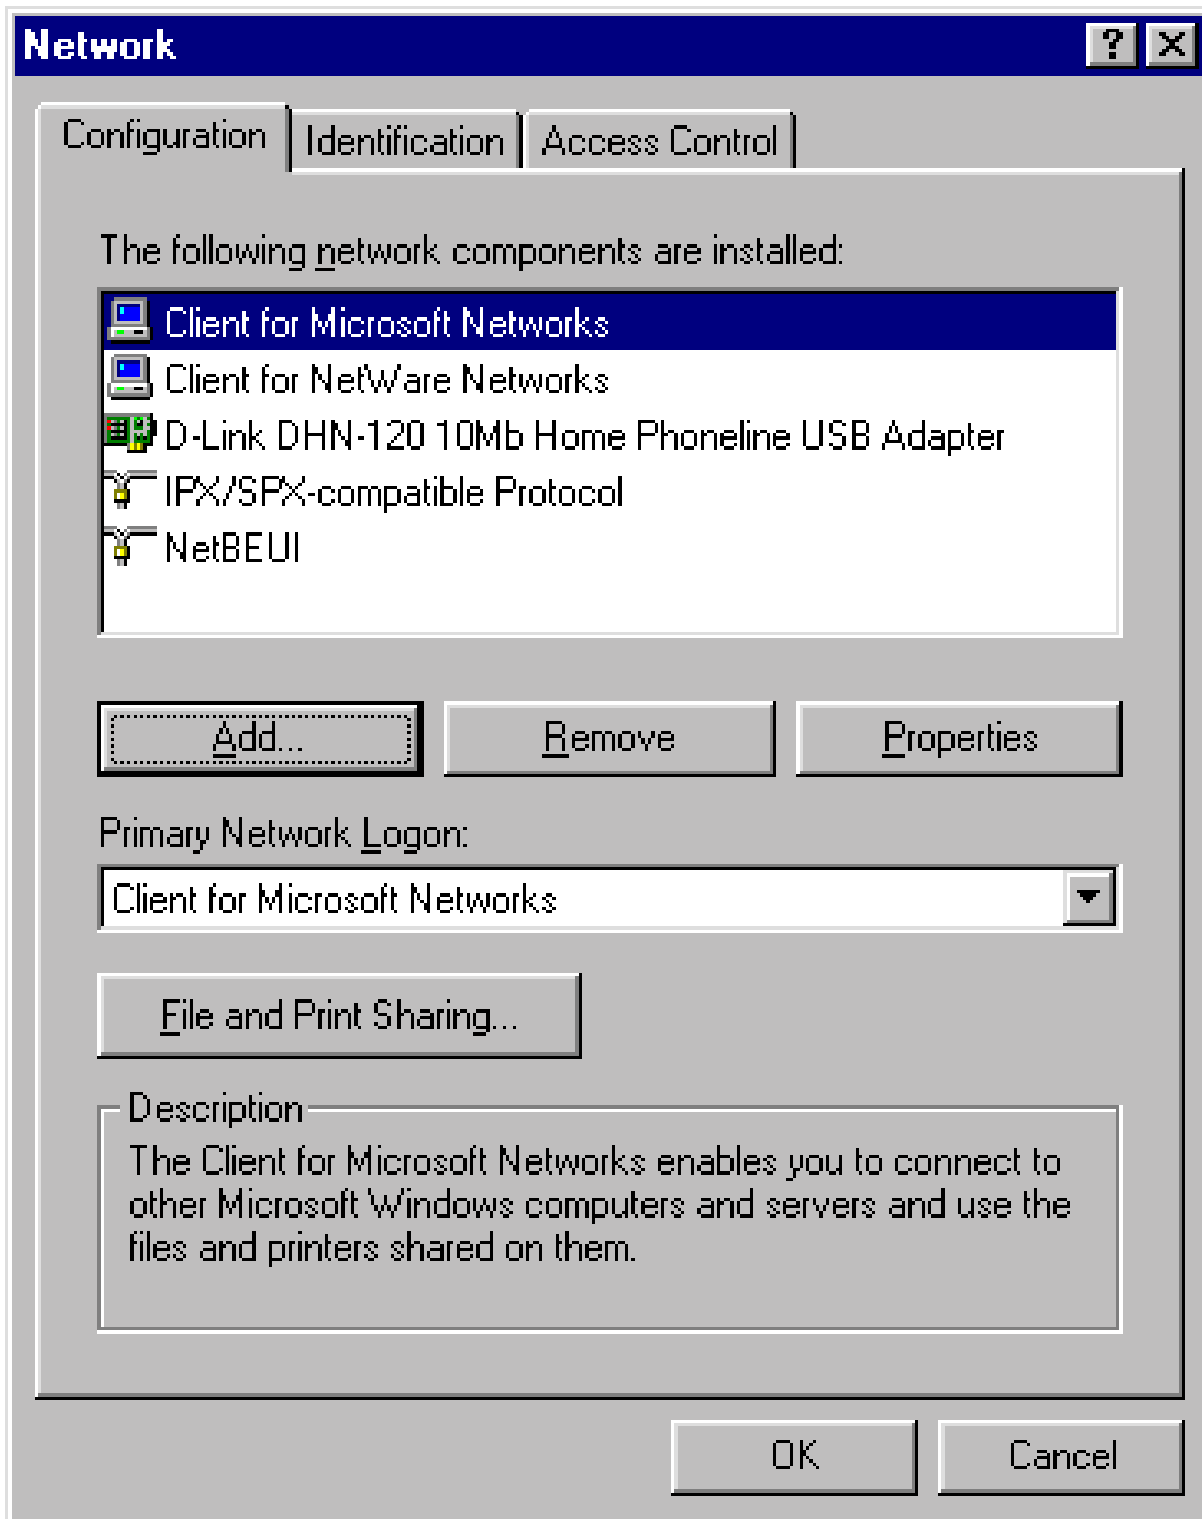 Network
Configuration
Identification
Access Control
The following network components are installed:
Client for Microsoft Networks
Client for NetWare Networks
D-Link DHN-120 10Mb Home Phoneline USB Adapter
IPX/SPX-compatible Protocol
NetBEUI
Add...
Remove
Properties
Primary Network Logon:
Client for Microsoft Networks
File and Print Sharing...
Description
The Client for Microsoft Networks enables you to connect to
other Microsoft Windows computers and servers and use the
files and printers shared on them.
OK
Cancel